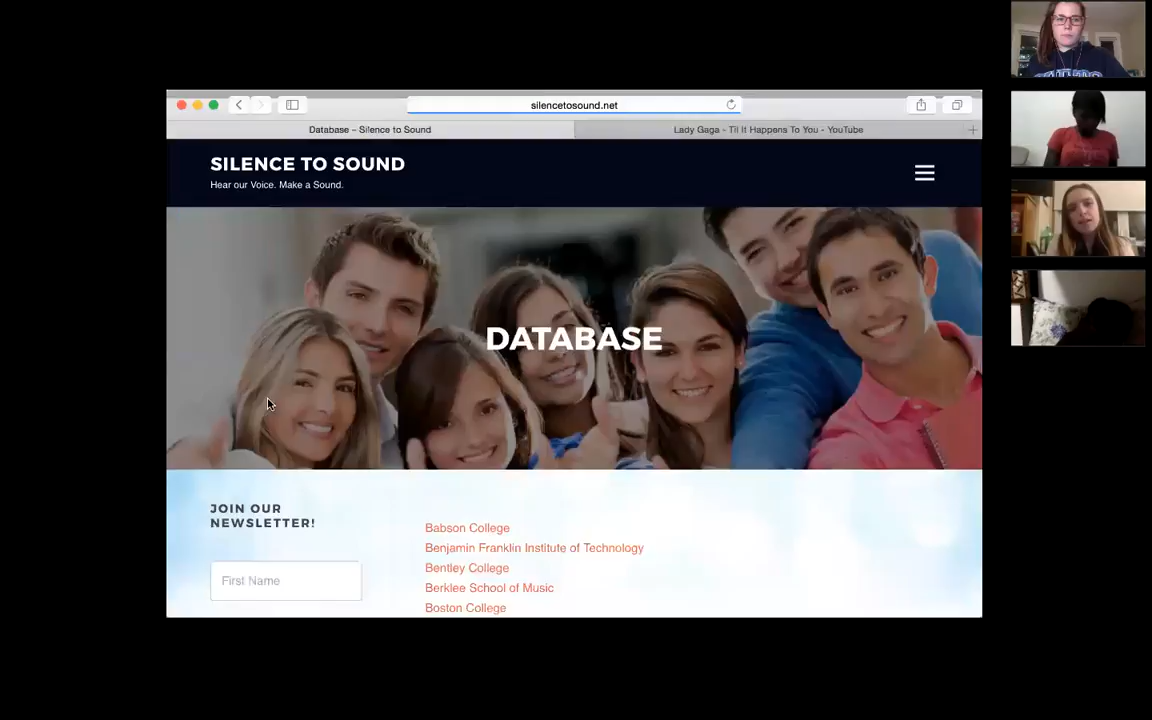 silencetosound.net
Database – Silence to Sound
Lady Gaga - Til It Happens To You - YouTube
SILENCE TO SOUND
Hear our Voice. Make a Sound.
DATABASE
JOIN OUR
NEWSLETTER!
First Name
Babson College
Benjamin Franklin Institute of Technology
Bentley College
Berklee School of Music
Boston College